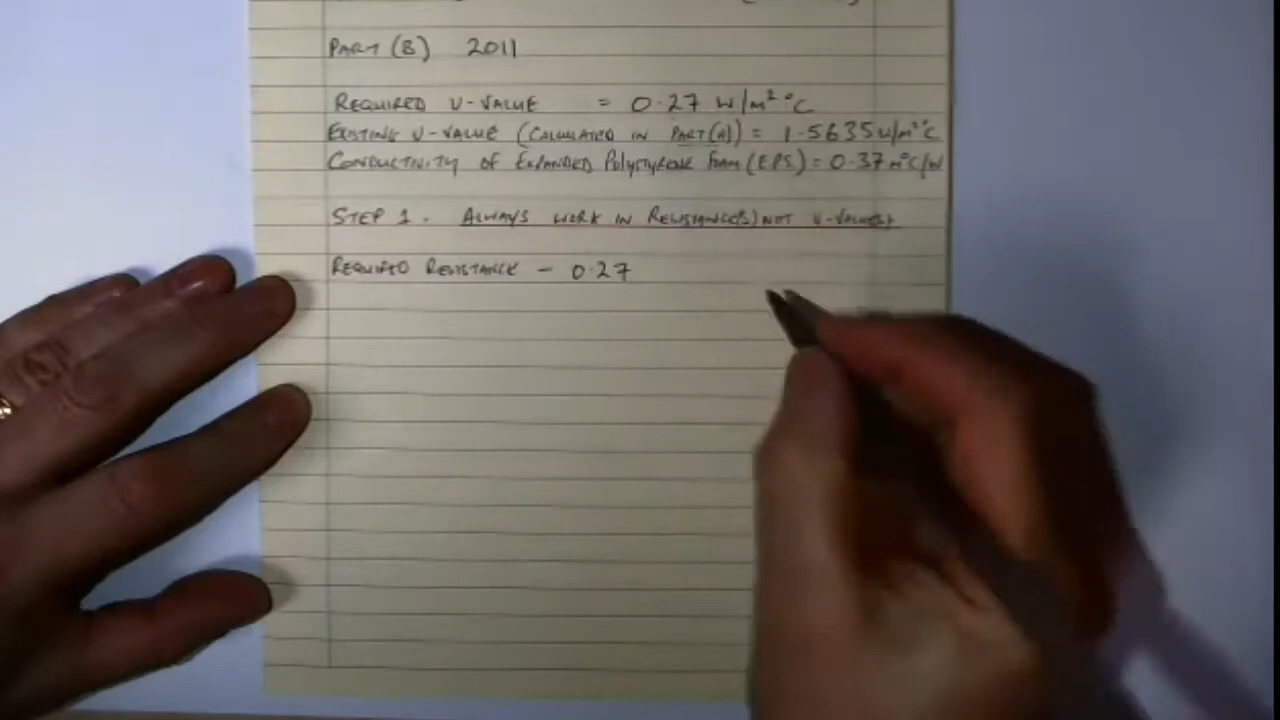 PART (B) 2011
REQUIRED U-VALUE = 0.27 W/m²°C
EXISTING U-VALUE (CALCULATED IN PART(A)) = 1.5635 W/m²°C
CONDUCTIVITY OF EXPANDED POLYSTYRENE FOAM (EPS) = 0.37 m°C/W
STEP 1. ALWAYS WORK IN RESISTANCE(S) NOT U-VALUE(S)
REQUIRED RESISTANCE - 0.27